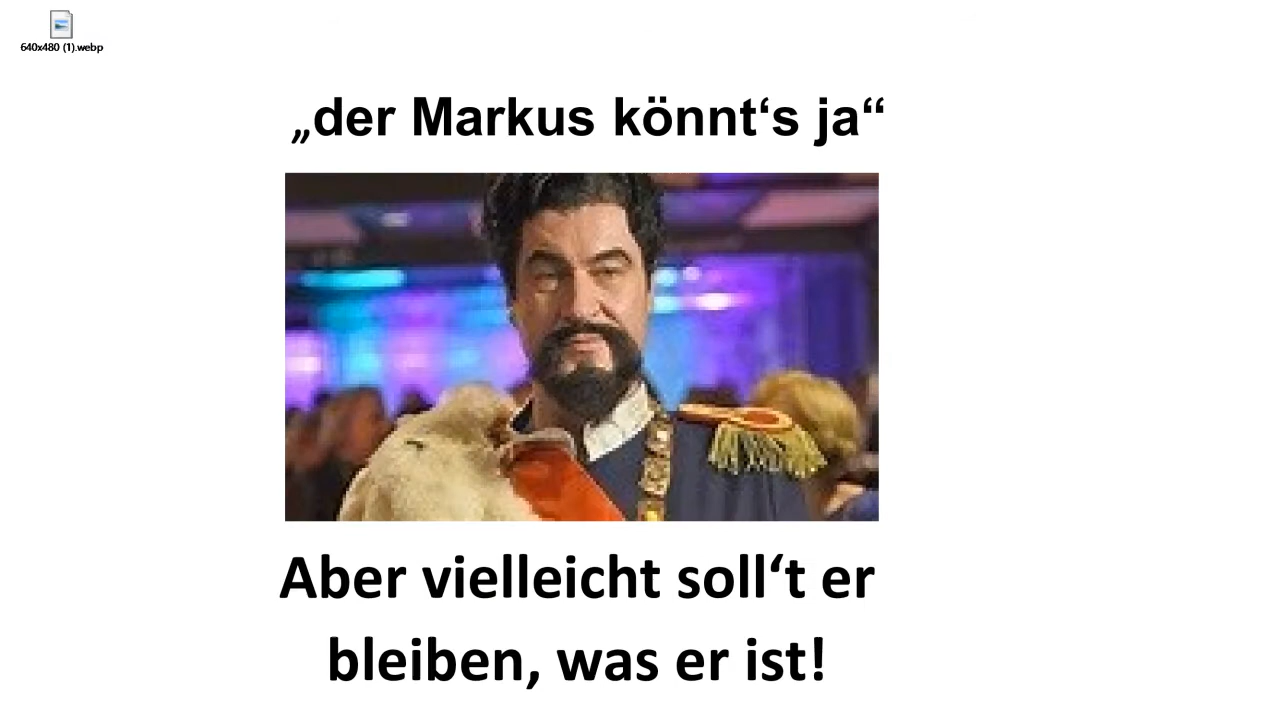 640x480 (1).webp
„der Markus könnt‘s ja“
Aber vielleicht soll‘t er
bleiben, was er ist!